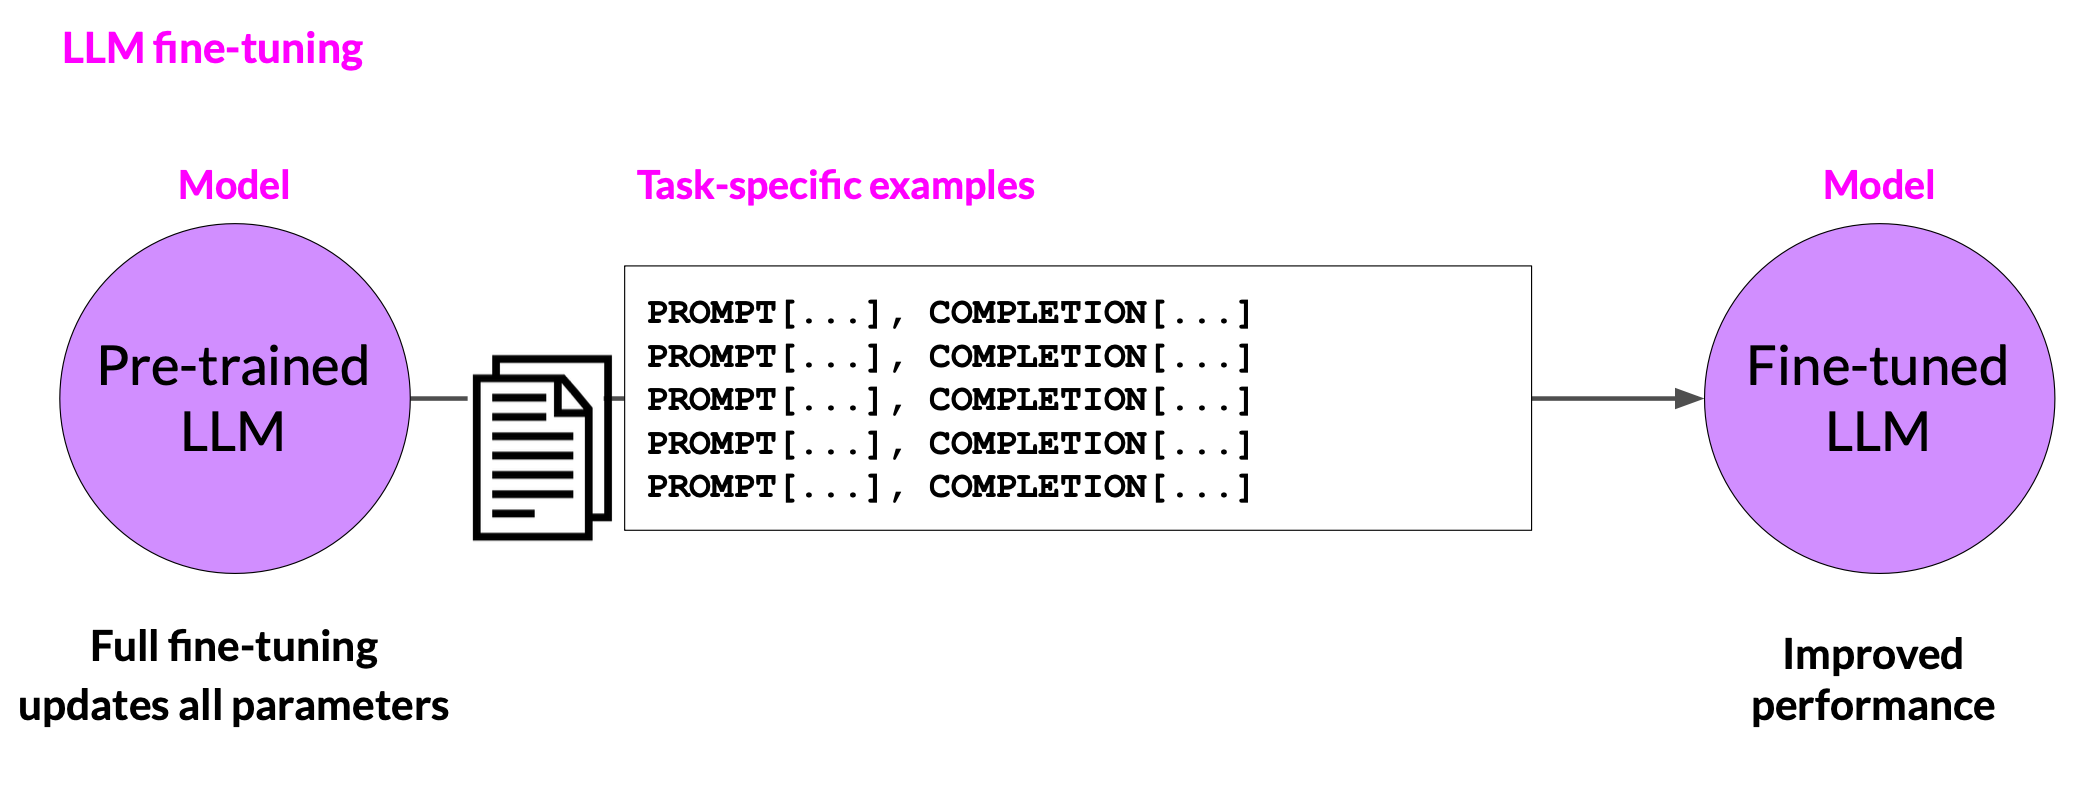 LLM fine-tuning
Model
Task-specific examples
Model
Pre-trained
LLM
PROMPT[...], COMPLETION[...]
PROMPT[...], COMPLETION[...]
PROMPT[...], COMPLETION[...]
PROMPT[...], COMPLETION[...]
PROMPT[...], COMPLETION[...]
Fine-tuned
LLM
Full fine-tuning
updates all parameters
Improved
performance